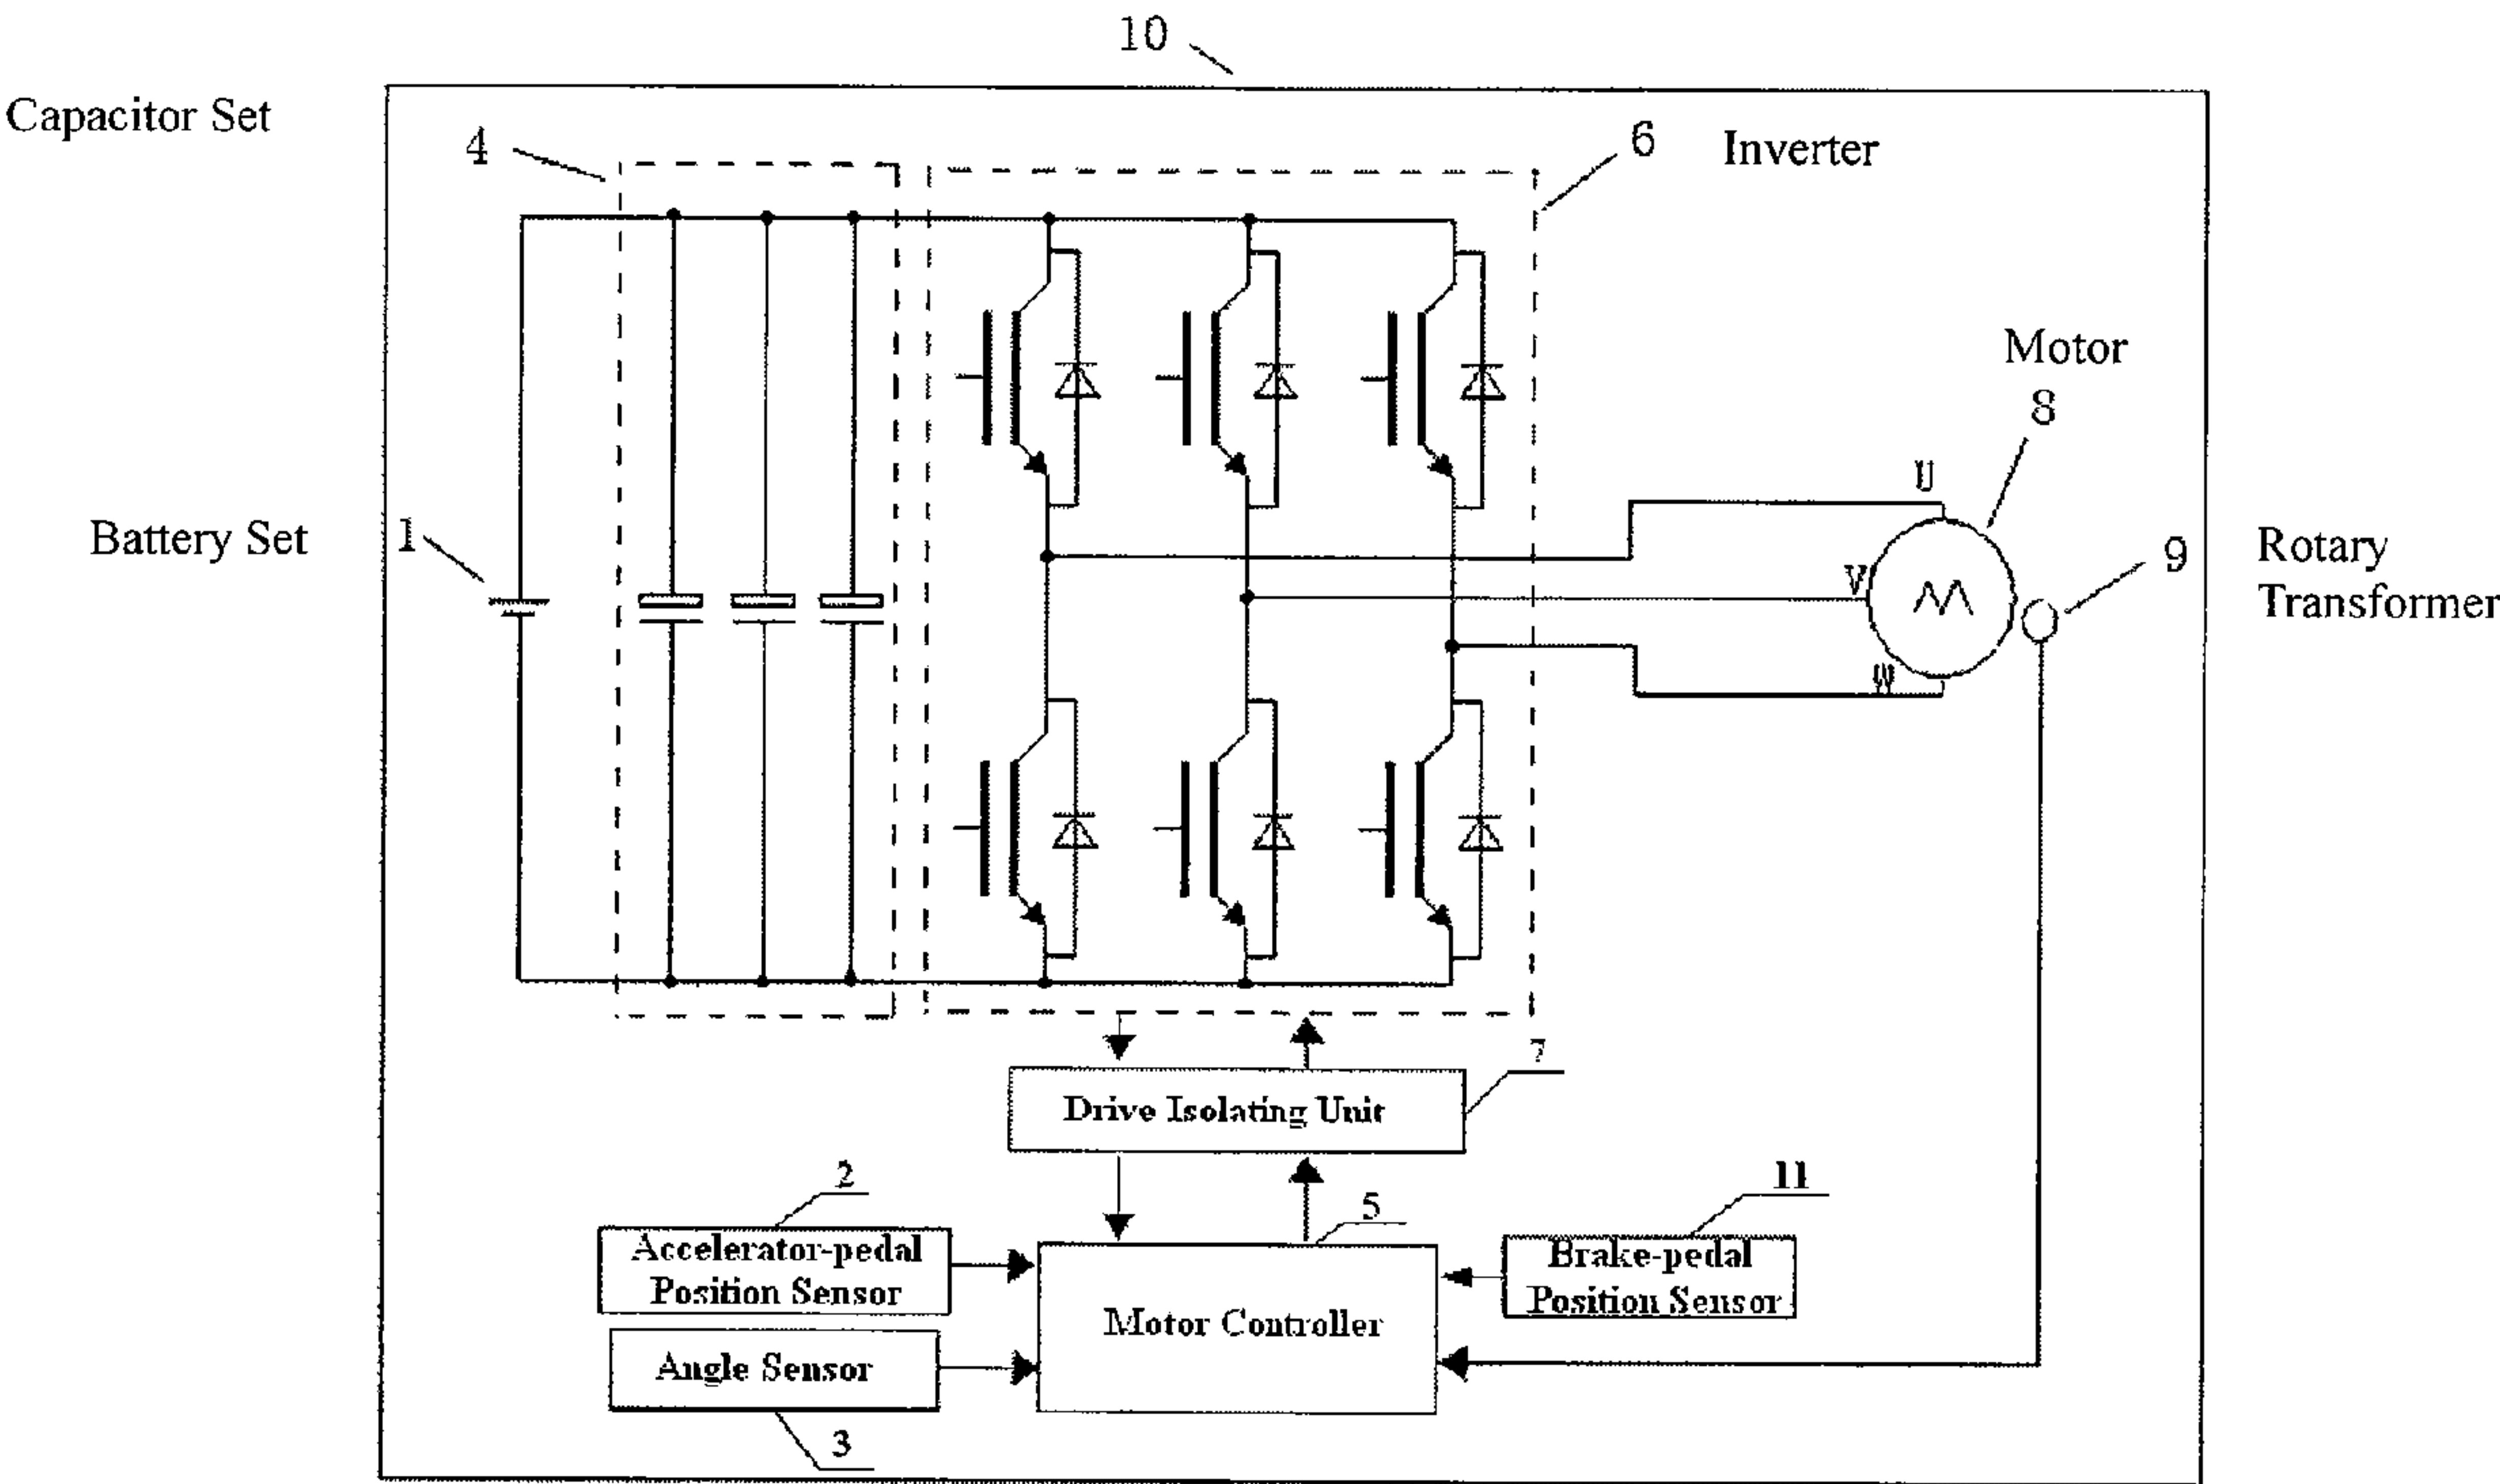 10
Capacitor Set
4
6
Inverter
Motor
8
U
Battery Set
1
V
9
Rotary
Transformer
W
7
Drive Isolating Unit
2
5
11
Accelerator-pedal
Position Sensor
Brake-pedal
Position Sensor
Motor Controller
Angle Sensor
3